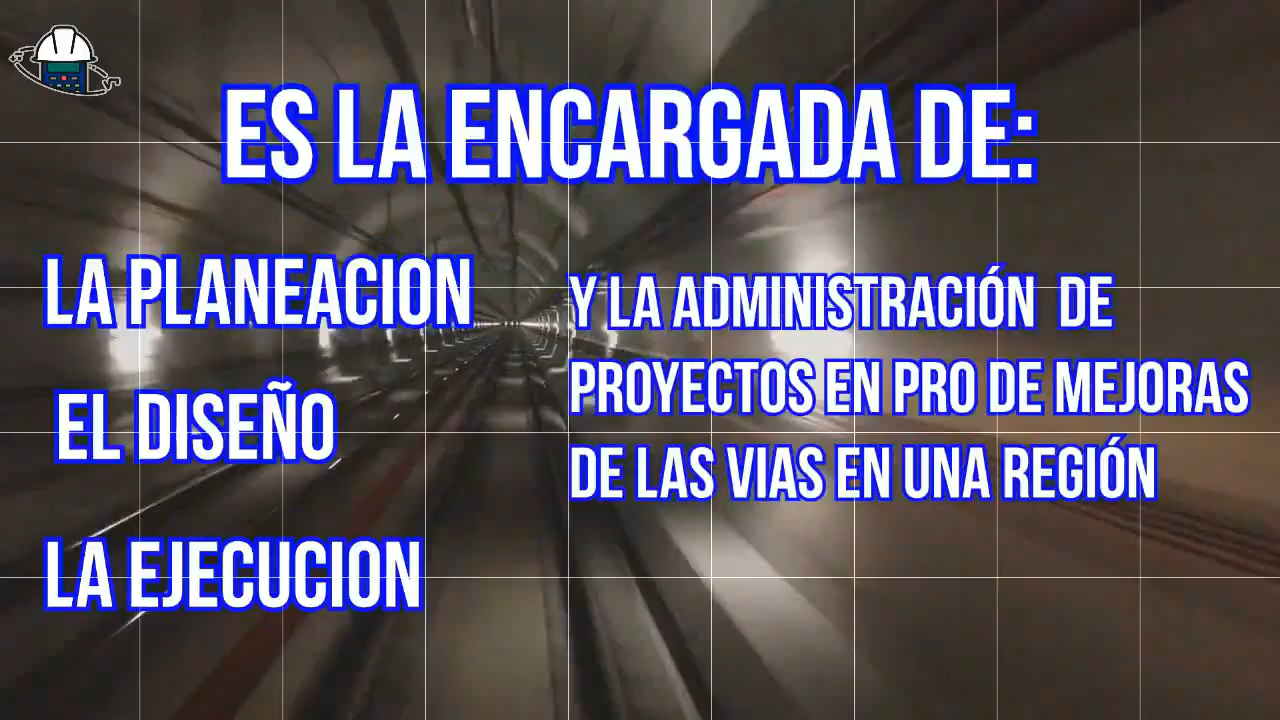 ES LA ENCARGADA DE:
LA PLANEACION
EL DISEÑO
LA EJECUCION
Y LA ADMINISTRACIÓN DE
PROYECTOS EN PRO DE MEJORAS
DE LAS VIAS EN UNA REGIÓN